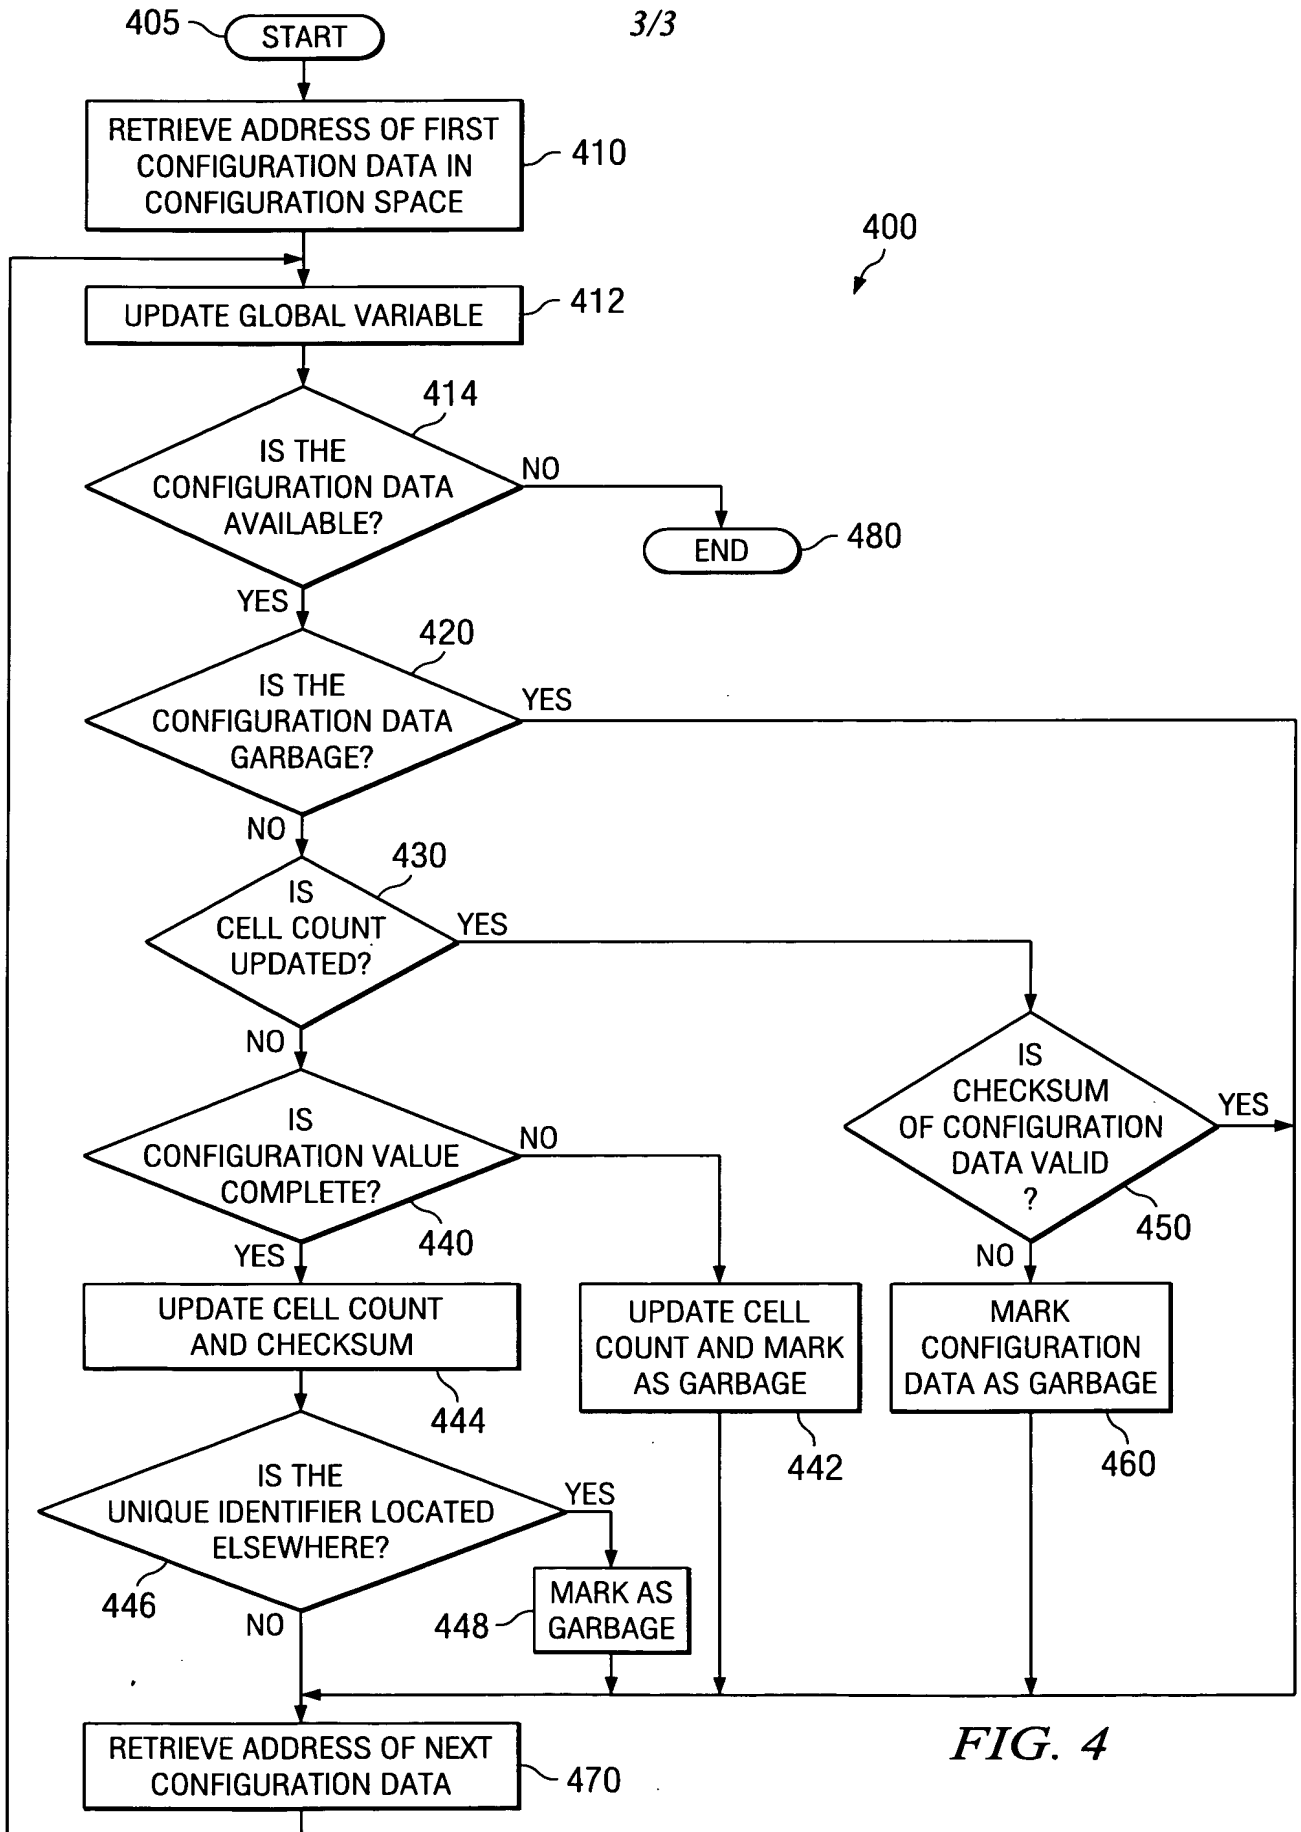 405
START
3/3
RETRIEVE ADDRESS OF FIRST
CONFIGURATION DATA IN
CONFIGURATION SPACE
410
400
UPDATE GLOBAL VARIABLE
412
414
IS THE
CONFIGURATION DATA
AVAILABLE?
NO
END
480
YES
420
IS THE
CONFIGURATION DATA
GARBAGE?
YES
NO
430
IS
CELL COUNT
UPDATED?
YES
NO
IS
CHECKSUM
OF CONFIGURATION
DATA VALID
?
YES
450
NO
IS
CONFIGURATION VALUE
COMPLETE?
NO
440
YES
UPDATE CELL COUNT
AND CHECKSUM
444
UPDATE CELL
COUNT AND MARK
AS GARBAGE
442
MARK
CONFIGURATION
DATA AS GARBAGE
460
IS THE
UNIQUE IDENTIFIER LOCATED
ELSEWHERE?
YES
446
NO
448
MARK AS
GARBAGE
RETRIEVE ADDRESS OF NEXT
CONFIGURATION DATA
470
FIG. 4